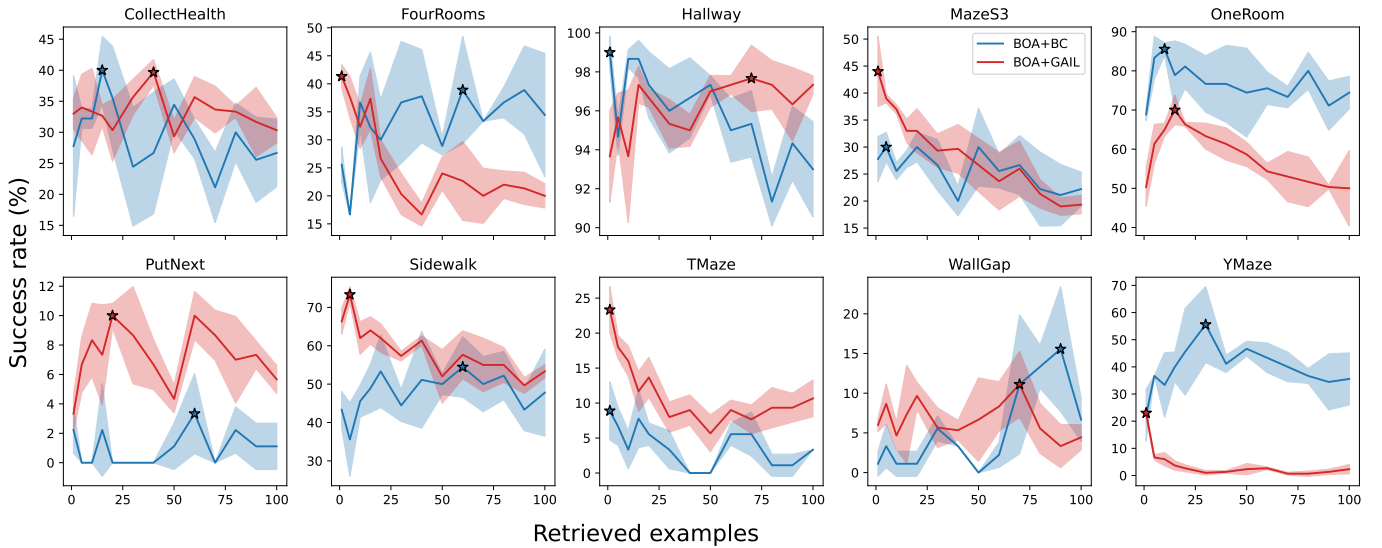 CollectHealth FourRooms Hallway MazeS3 OneRoom
45 40 35 30 25 20 15
50 45 40 35 30 25 20 15
100 98 96 94 92 90
50 45 40 35 30 25 20 15
BOA+BC
BOA+GAIL
90 80 70 60 50 40
Success rate (%)
PutNext Sidewalk TMaze WallGap YMaze
12 10 8 6 4 2 0
0 25 50 75 100
70 60 50 40 30
0 25 50 75 100
25 20 15 10 5 0
0 25 50 75 100
20 15 10 5 0
0 25 50 75 100
70 60 50 40 30 20 10 0
0 25 50 75 100
Retrieved examples